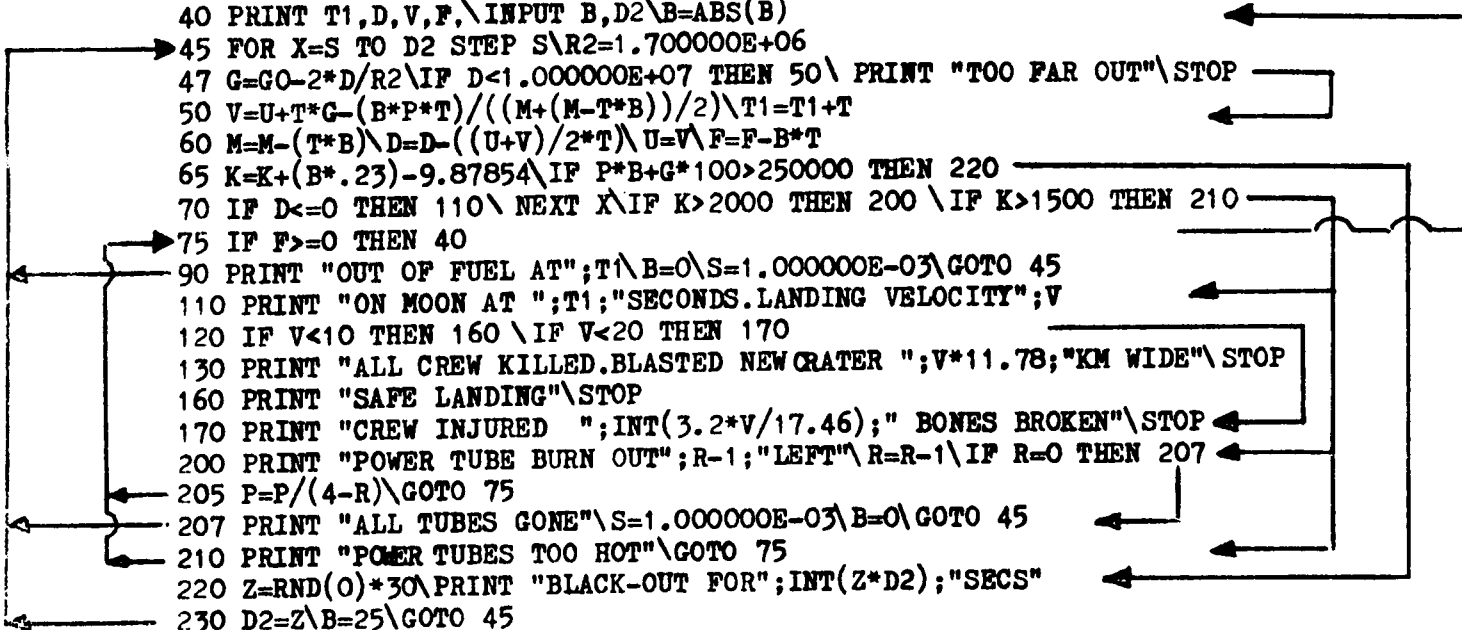 40 PRINT T1,D,V,F,\INPUT B,D2\B=ABS(B)
45 FOR X=S TO D2 STEP S\R2=1.700000E+06
47 G=GO-2*D/R2\IF D<1.000000E+07 THEN 50\ PRINT "TOO FAR OUT"\STOP
50 V=U+T*G-(B*P*T)/((M+(M-T*B))/2)\T1=T1+T
60 M=M-(T*B)\D=D-((U+V)/2*T)\U=V\F=F-B*T
65 K=K+(B*.23)-9.87854\IF P*B+G*100>250000 THEN 220
70 IF D<=0 THEN 110\ NEXT X\IF K>2000 THEN 200 \IF K>1500 THEN 210
75 IF F>=0 THEN 40
90 PRINT "OUT OF FUEL AT";T1\B=0\S=1.000000E-03\GOTO 45
110 PRINT "ON MOON AT ";T1;"SECONDS.LANDING VELOCITY";V
120 IF V<10 THEN 160 \IF V<20 THEN 170
130 PRINT "ALL CREW KILLED.BLASTED NEW CRATER ";V*11.78;"KM WIDE"\STOP
160 PRINT "SAFE LANDING"\STOP
170 PRINT "CREW INJURED  ";INT(3.2*V/17.46);" BONES BROKEN"\STOP
200 PRINT "POWER TUBE BURN OUT";R-1;"LEFT"\R=R-1\IF R=0 THEN 207
205 P=P/(4-R)\GOTO 75
207 PRINT "ALL TUBES GONE"\S=1.000000E-03\B=0\GOTO 45
210 PRINT "POWER TUBES TOO HOT"\GOTO 75
220 Z=RND(0)*30\PRINT "BLACK-OUT FOR";INT(Z*D2);"SECS"
230 D2=Z\B=25\GOTO 45